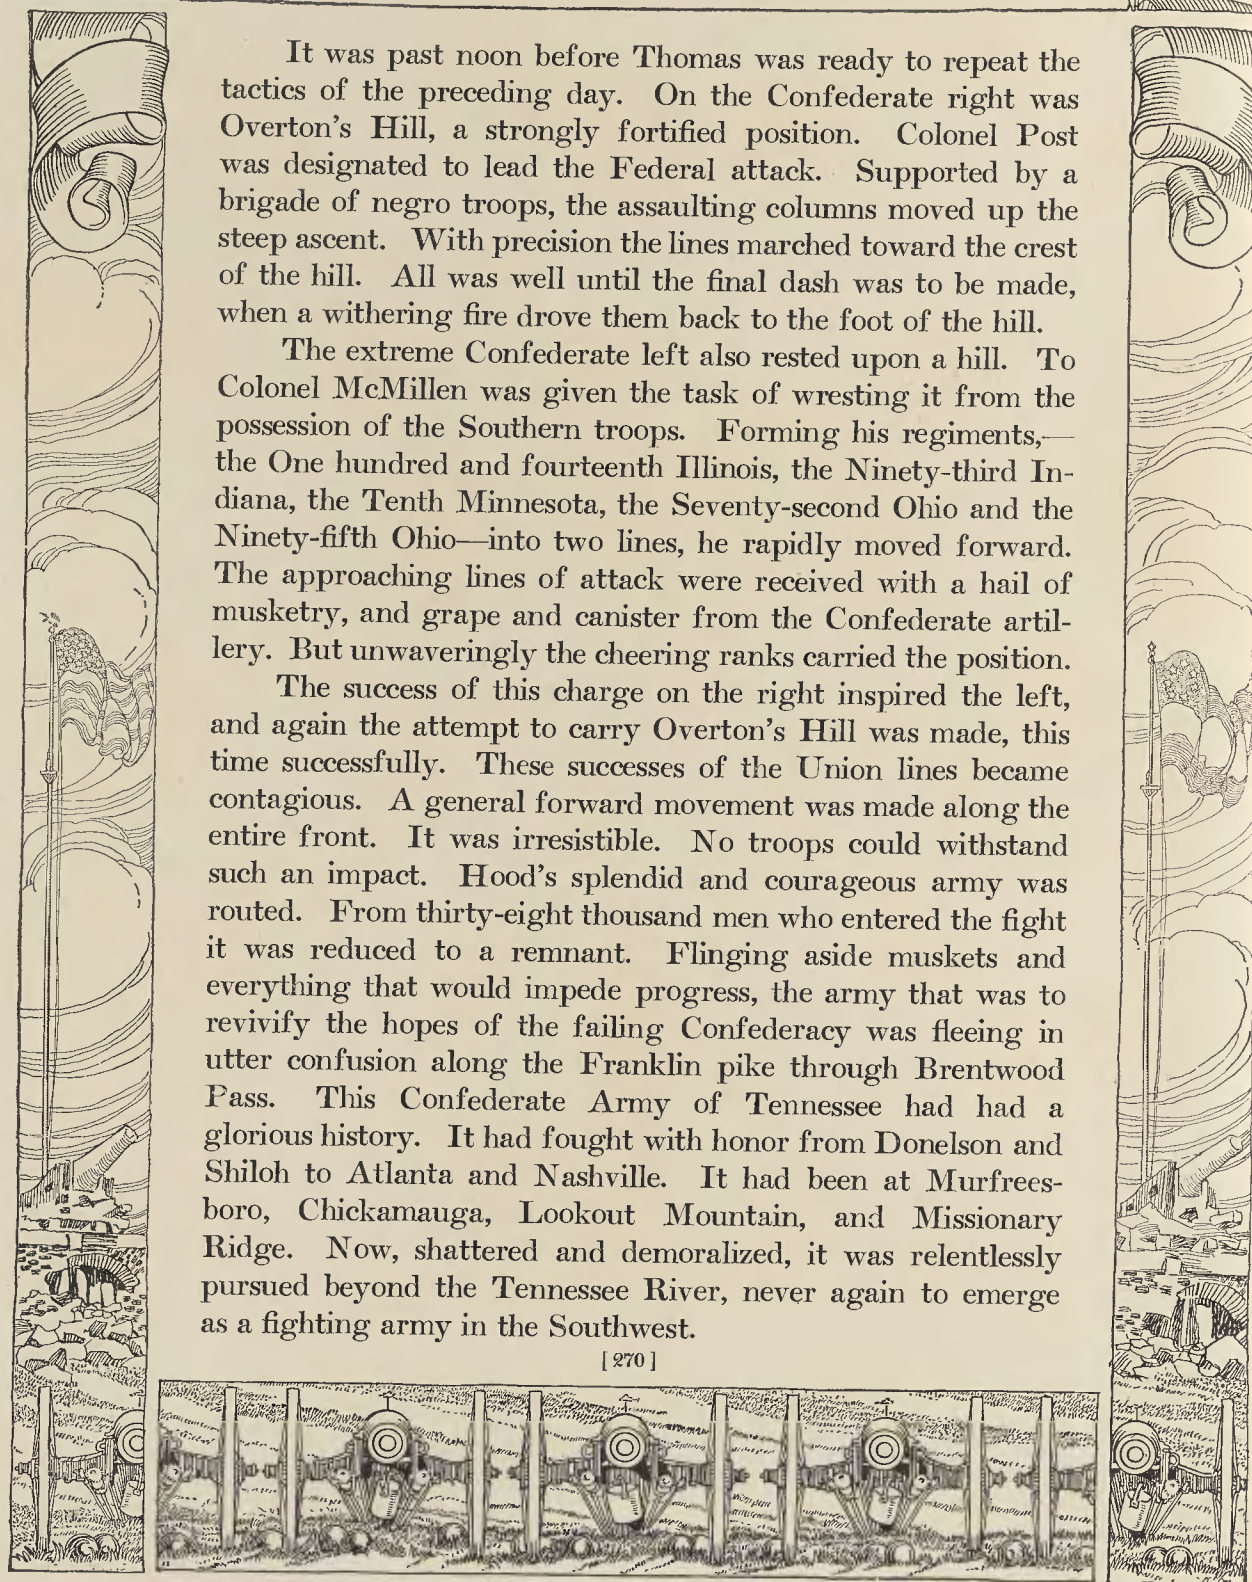 It was past noon before Thomas was ready to repeat the
tactics of the preceding day. On the Confederate right was
Overton's Hill, a strongly fortified position. Colonel Post
was designated to lead the Federal attack. Supported by a
brigade of negro troops, the assaulting columns moved up the
steep ascent. With precision the lines marched toward the crest
of the hill. All was well until the final dash was to be made,
when a withering fire drove them back to the foot of the hill.
The extreme Confederate left also rested upon a hill. To
Colonel McMillen was given the task of wresting it from the
possession of the Southern troops. Forming his regiments,—
the One hundred and fourteenth Illinois, the Ninety-third In-
diana, the Tenth Minnesota, the Seventy-second Ohio and the
Ninety-fifth Ohio—into two lines, he rapidly moved forward.
The approaching lines of attack were received with a hail of
musketry, and grape and canister from the Confederate artil-
lery. But unwaveringly the cheering ranks carried the position.
The success of this charge on the right inspired the left,
and again the attempt to carry Overton's Hill was made, this
time successfully. These successes of the Union lines became
contagious. A general forward movement was made along the
entire front. It was irresistible. No troops could withstand
such an impact. Hood's splendid and courageous army was
routed. From thirty-eight thousand men who entered the fight
it was reduced to a remnant. Flinging aside muskets and
everything that would impede progress, the army that was to
revivify the hopes of the failing Confederacy was fleeing in
utter confusion along the Franklin pike through Brentwood
Pass. This Confederate Army of Tennessee had had a
glorious history. It had fought with honor from Donelson and
Shiloh to Atlanta and Nashville. It had been at Murfrees-
boro, Chickamauga, Lookout Mountain, and Missionary
Ridge. Now, shattered and demoralized, it was relentlessly
pursued beyond the Tennessee River, never again to emerge
as a fighting army in the Southwest.
[270]